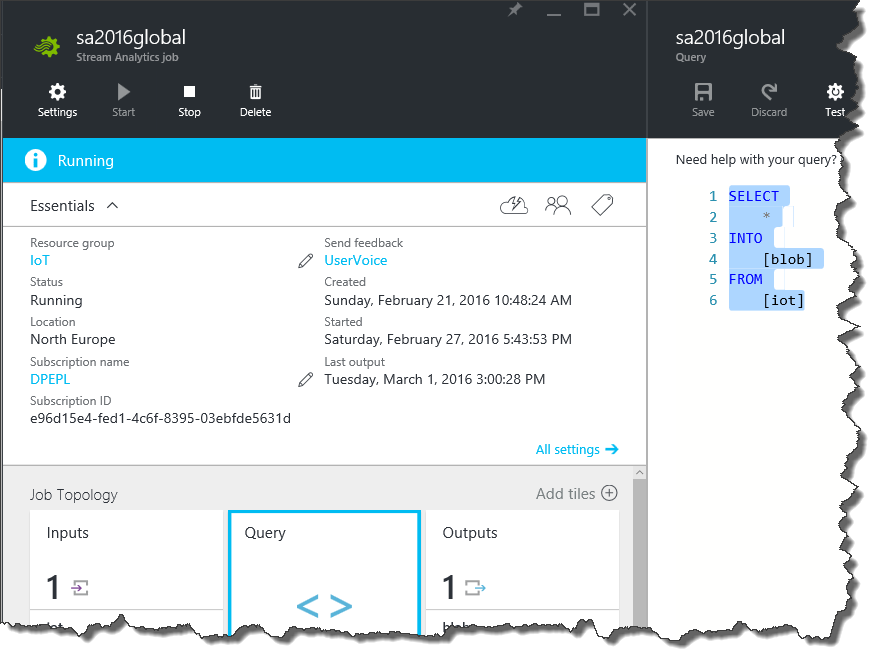 sa2016global
Stream Analytics job
Settings
Start
Stop
Delete
Running
Essentials
Resource group
IoT
Status
Running
Location
North Europe
Subscription name
DPEPL
Subscription ID
e96d15e4-fed1-4c6f-8395-03ebfde5631d
Send feedback
UserVoice
Created
Sunday, February 21, 2016 10:48:24 AM
Started
Saturday, February 27, 2016 5:43:53 PM
Last output
Tuesday, March 1, 2016 3:00:28 PM
All settings
Job Topology
Add tiles
Inputs
1
Query
< >
Outputs
1
sa2016global
Query
Save
Discard
Test
Need help with your query?
1 SELECT
2 *
3 INTO
4 [blob]
5 FROM
6 [iot]